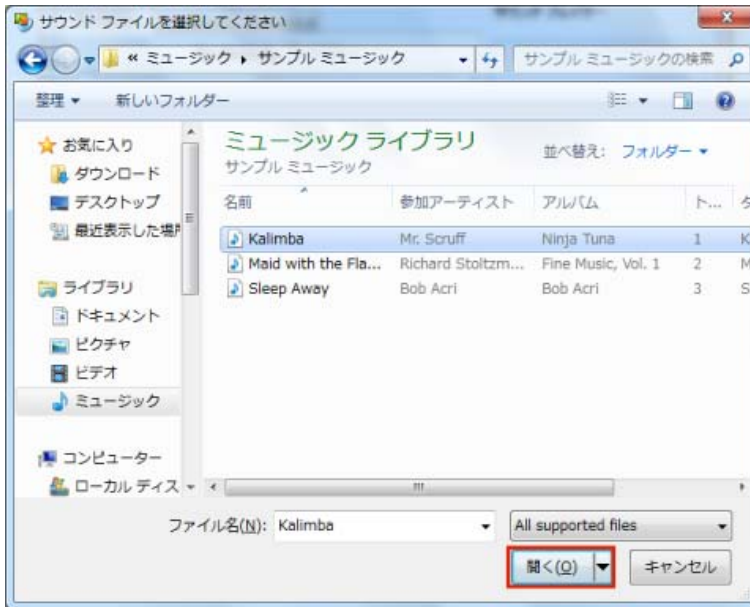 サウンド ファイルを選択してください
« ミュージック ▸ サンプル ミュージック サンプル ミュージックの検索
整理 ▼ 新しいフォルダー
お気に入り
ダウンロード
デスクトップ
最近表示した場所
ライブラリ
ドキュメント
ピクチャ
ビデオ
ミュージック
コンピューター
ローカル ディス
ミュージック ライブラリ
サンプル ミュージック
並べ替え: フォルダー ▼
名前 参加アーティスト アルバム ト...
Kalimba Mr. Scruff Ninja Tuna 1 K
Maid with the Fla... Richard Stoltzm... Fine Music, Vol. 1 2 M
Sleep Away Bob Acri Bob Acri 3 S
ファイル名(N): Kalimba All supported files
開く(O) キャンセル